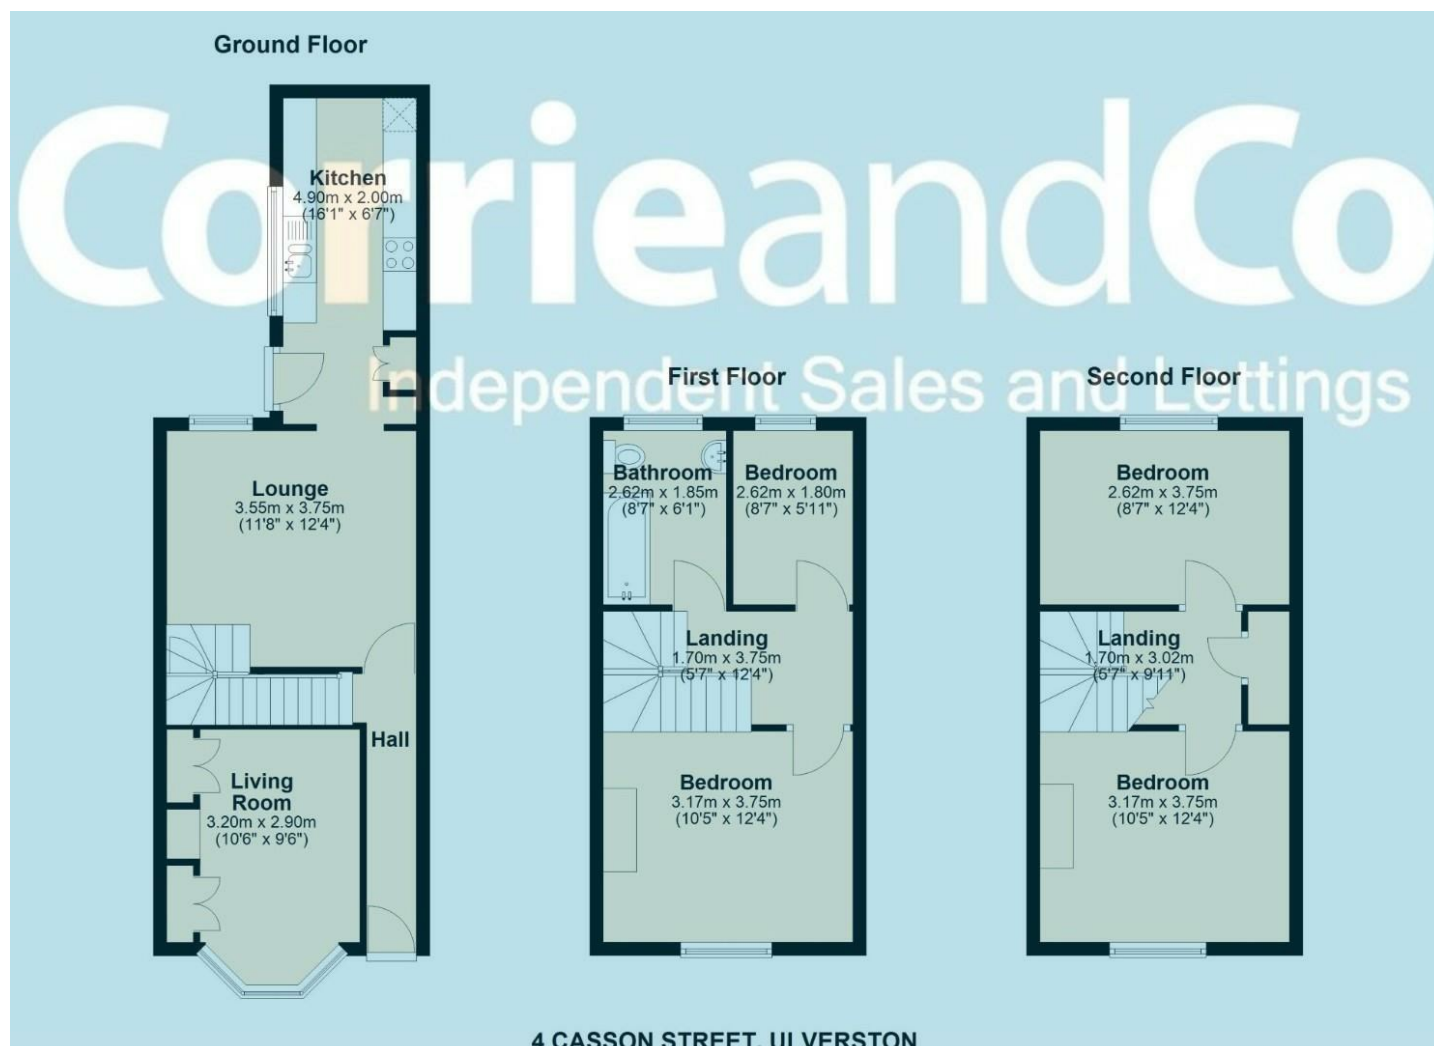 Ground Floor
CorrieandCo
Independent Sales and Lettings
Kitchen
4.90m x 2.00m
(16'1" x 6'7")
Lounge
3.55m x 3.75m
(11'8" x 12'4")
Hall
Living
Room
3.20m x 2.90m
(10'6" x 9'6")
First Floor
Bathroom
2.62m x 1.85m
(8'7" x 6'1")
Bedroom
2.62m x 1.80m
(8'7" x 5'11")
Landing
1.70m x 3.75m
(5'7" x 12'4")
Bedroom
3.17m x 3.75m
(10'5" x 12'4")
Second Floor
Bedroom
2.62m x 3.75m
(8'7" x 12'4")
Landing
1.70m x 3.02m
(5'7" x 9'11")
Bedroom
3.17m x 3.75m
(10'5" x 12'4")
4 CASSON STREET, ULVERSTON